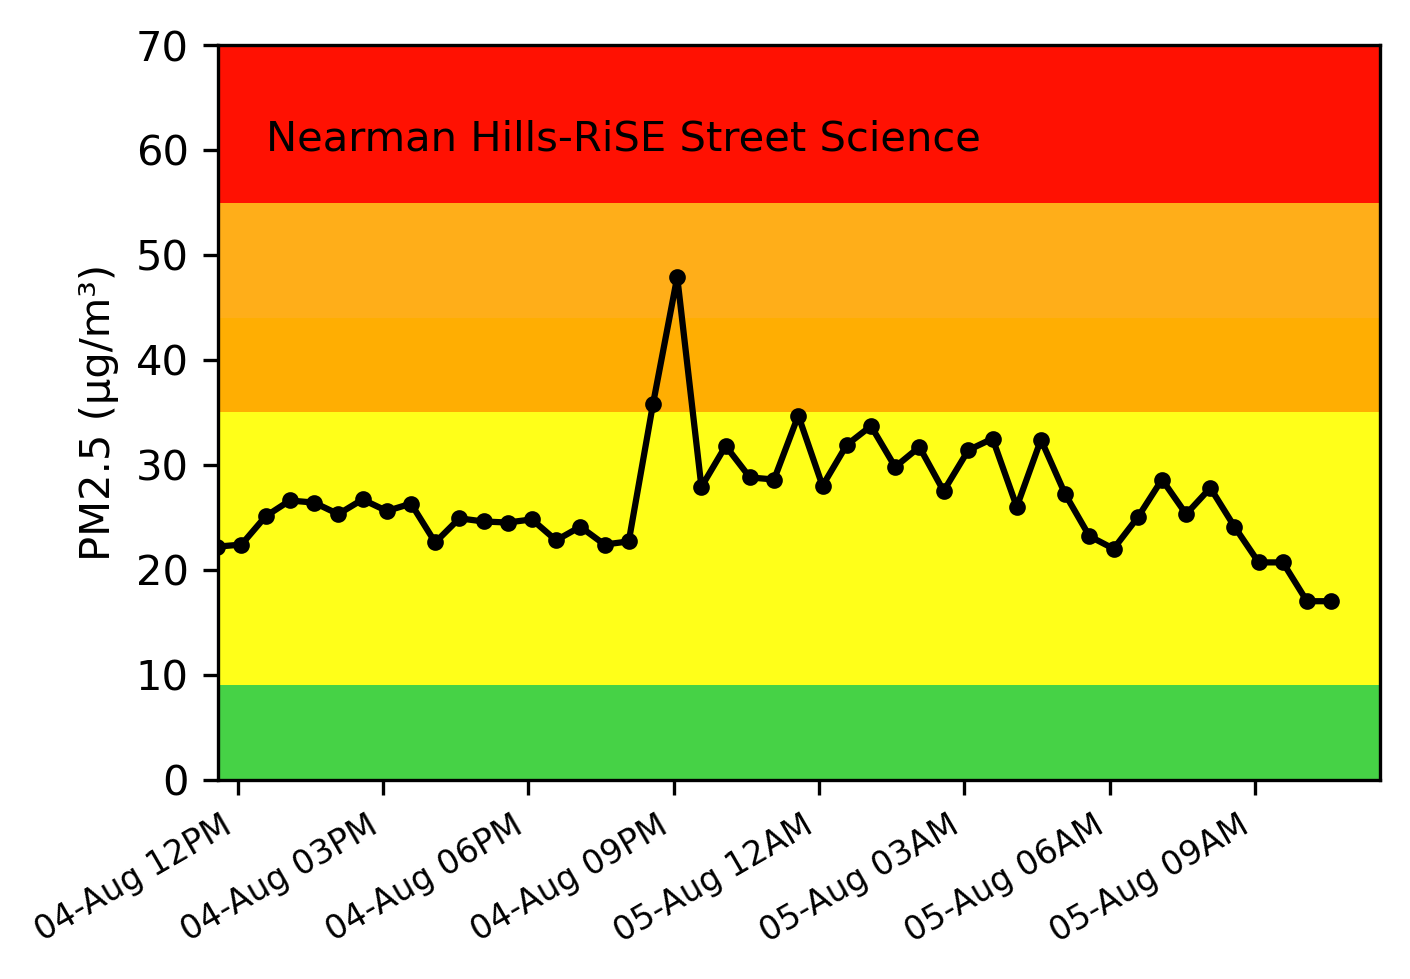 70
Nearman Hills-RiSE Street Science
60
50
40
30
20
10
0
PM2.5 (µg/m³)
04-Aug 12PM
04-Aug 03PM
04-Aug 06PM
04-Aug 09PM
05-Aug 12AM
05-Aug 03AM
05-Aug 06AM
05-Aug 09AM